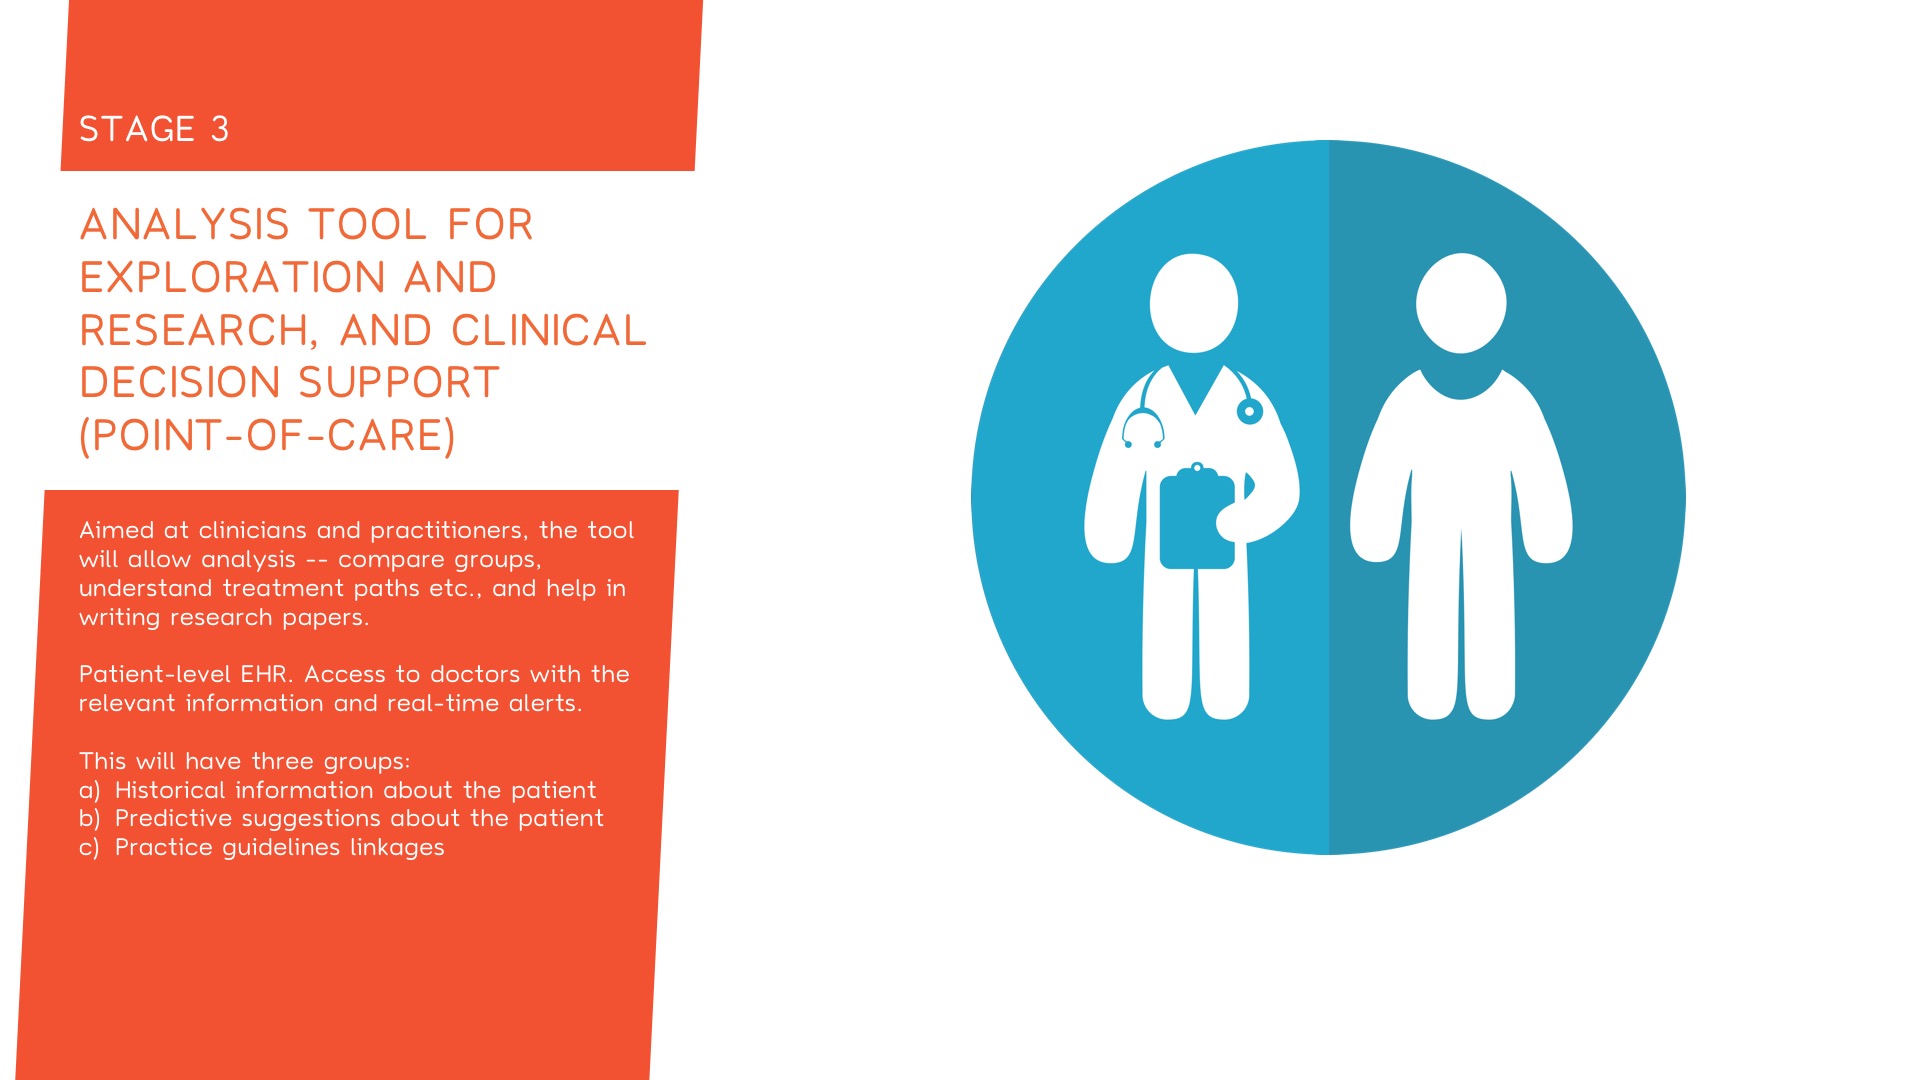 STAGE 3
ANALYSIS TOOL FOR
EXPLORATION AND
RESEARCH, AND CLINICAL
DECISION SUPPORT
(POINT-OF-CARE)
Aimed at clinicians and practitioners, the tool
will allow analysis -- compare groups,
understand treatment paths etc., and help in
writing research papers.
Patient-level EHR. Access to doctors with the
relevant information and real-time alerts.
This will have three groups:
a) Historical information about the patient
b) Predictive suggestions about the patient
c) Practice guidelines linkages